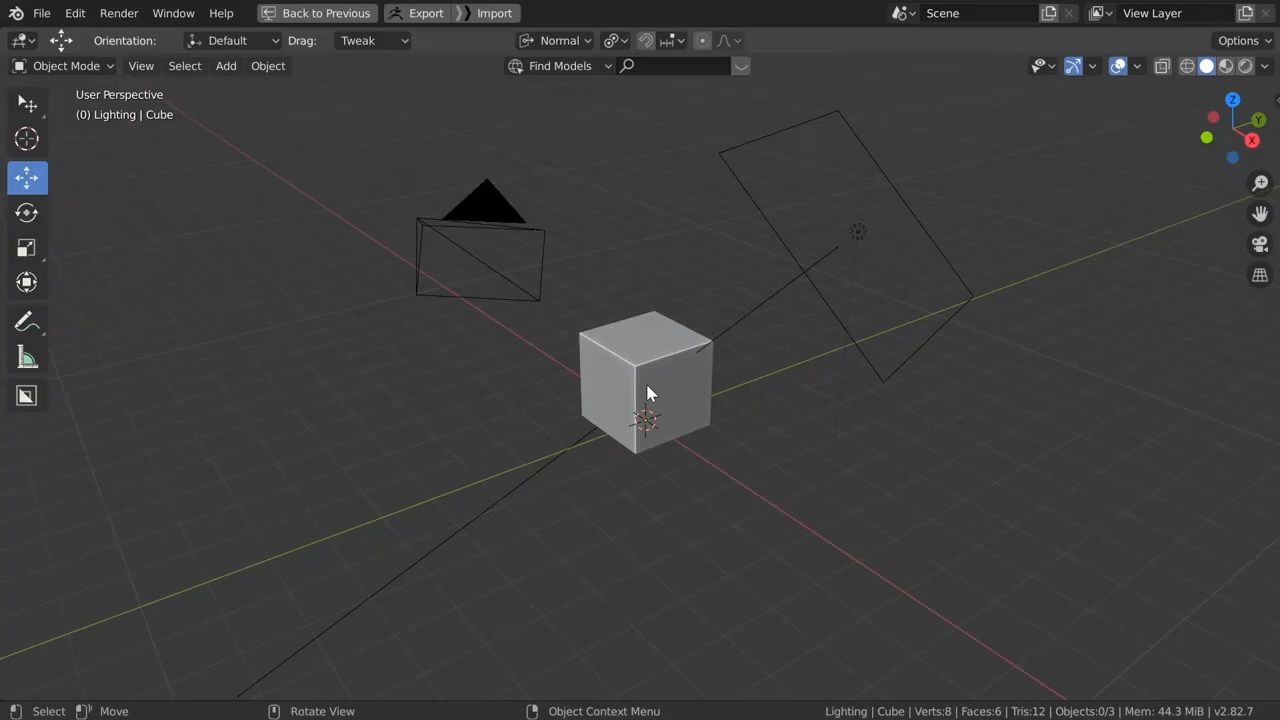 File Edit Render Window Help Back to Previous Export Import Scene View Layer
Orientation: Default Drag: Tweak Normal Options
Object Mode View Select Add Object Find Models
User Perspective
(0) Lighting | Cube
Z
Y
X
Select Move Rotate View Object Context Menu Lighting | Cube | Verts:8 | Faces:6 | Tris:12 | Objects:0/3 | Mem: 44.3 MiB | v2.82.7